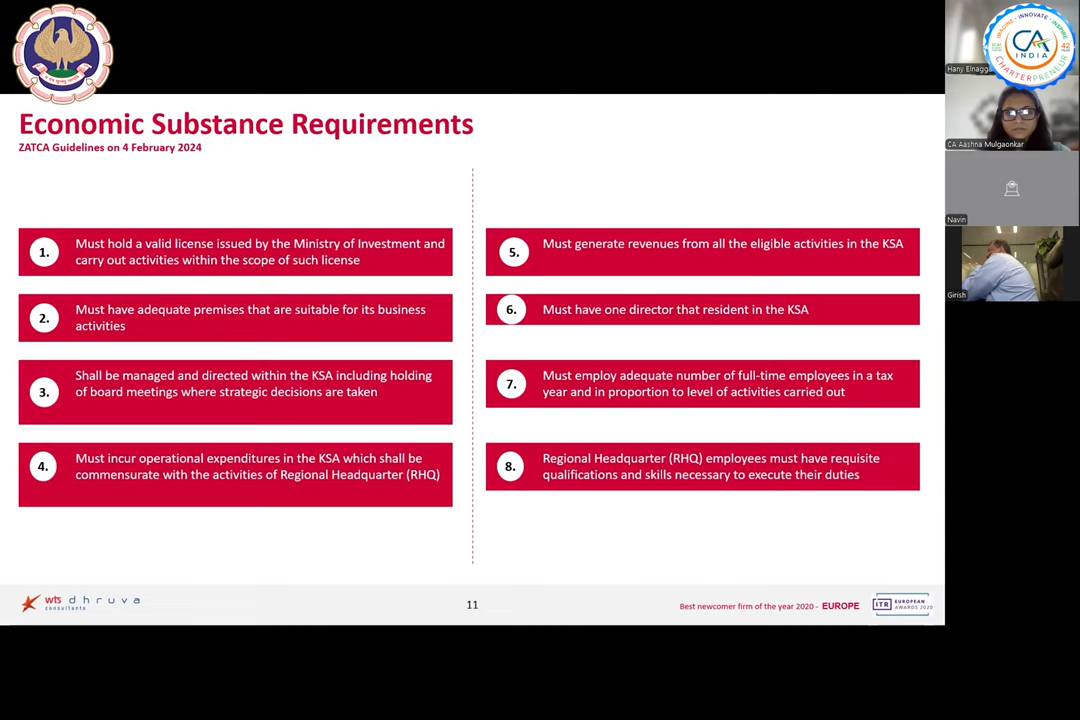 Economic Substance Requirements
ZATCA Guidelines on 4 February 2024
1.
Must hold a valid license issued by the Ministry of Investment and
carry out activities within the scope of such license
2.
Must have adequate premises that are suitable for its business
activities
3.
Shall be managed and directed within the KSA including holding
of board meetings where strategic decisions are taken
4.
Must incur operational expenditures in the KSA which shall be
commensurate with the activities of Regional Headquarter (RHQ)
5.
Must generate revenues from all the eligible activities in the KSA
6.
Must have one director that resident in the KSA
7.
Must employ adequate number of full-time employees in a tax
year and in proportion to level of activities carried out
8.
Regional Headquarter (RHQ) employees must have requisite
qualifications and skills necessary to execute their duties
wts dhruva
consultants
11
Best newcomer firm of the year 2020 - EUROPE
ITR EUROPEAN
AWARDS 2020
IMAGINE · INNOVATE · INSPIRE
CA
INDIA
42
CHARTERPRENEUR
Hany Elnagg
CA Aashna Mulgaonkar
Navin
Girish